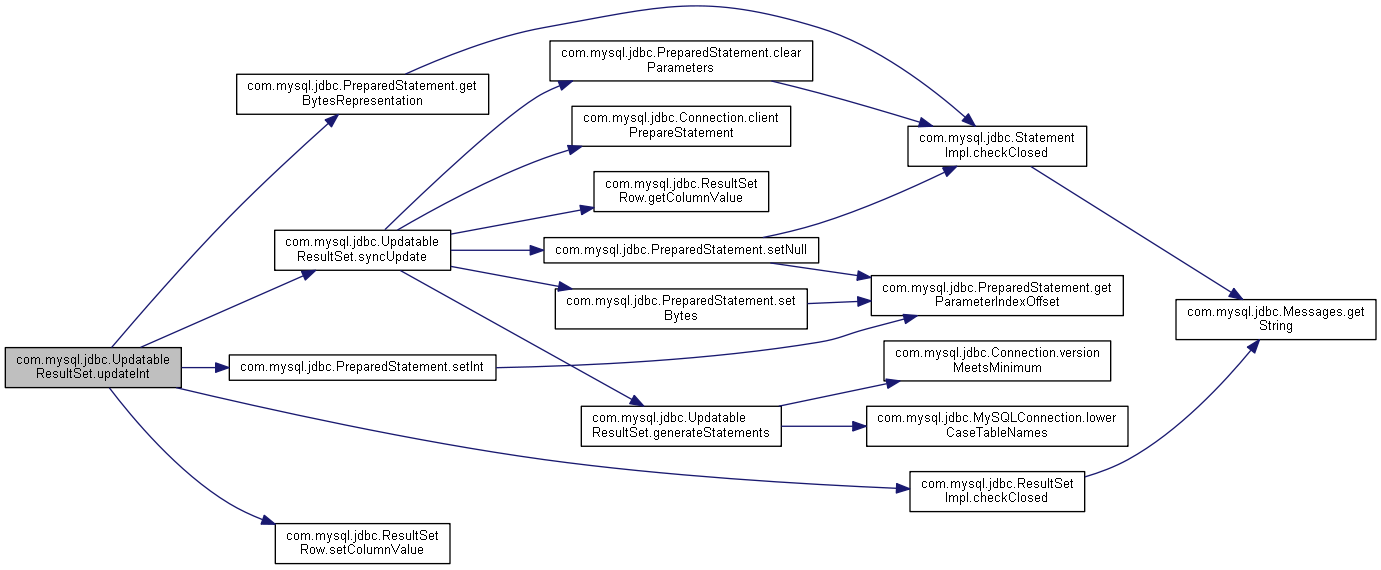 com.mysql.jdbc.PreparedStatement.clear
Parameters
com.mysql.jdbc.PreparedStatement.get
BytesRepresentation
com.mysql.jdbc.Connection.client
PrepareStatement
com.mysql.jdbc.Statement
Impl.checkClosed
com.mysql.jdbc.ResultSet
Row.getColumnValue
com.mysql.jdbc.Updatable
ResultSet.syncUpdate
com.mysql.jdbc.PreparedStatement.setNull
com.mysql.jdbc.PreparedStatement.get
ParameterIndexOffset
com.mysql.jdbc.PreparedStatement.set
Bytes
com.mysql.jdbc.Messages.get
String
com.mysql.jdbc.Updatable
ResultSet.updateInt
com.mysql.jdbc.PreparedStatement.setInt
com.mysql.jdbc.Connection.version
MeetsMinimum
com.mysql.jdbc.Updatable
ResultSet.generateStatements
com.mysql.jdbc.MySQLConnection.lower
CaseTableNames
com.mysql.jdbc.ResultSet
Impl.checkClosed
com.mysql.jdbc.ResultSet
Row.setColumnValue